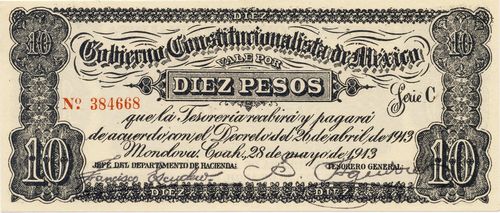 DIEZ
10 10
Gobierno Constitucionalista de México
VALE POR
DIEZ PESOS
Nº 384668
Serie C
que la Tesoreria recibirá y pagará
de acuerdo con el Decreto del 26 de abril de 1913
Monclova, Coah., 28 de mayo de 1913
JEFE DEL DEPARTAMENTO DE HACIENDA: TESORERO GENERAL
10 10
DIEZ DIEZ